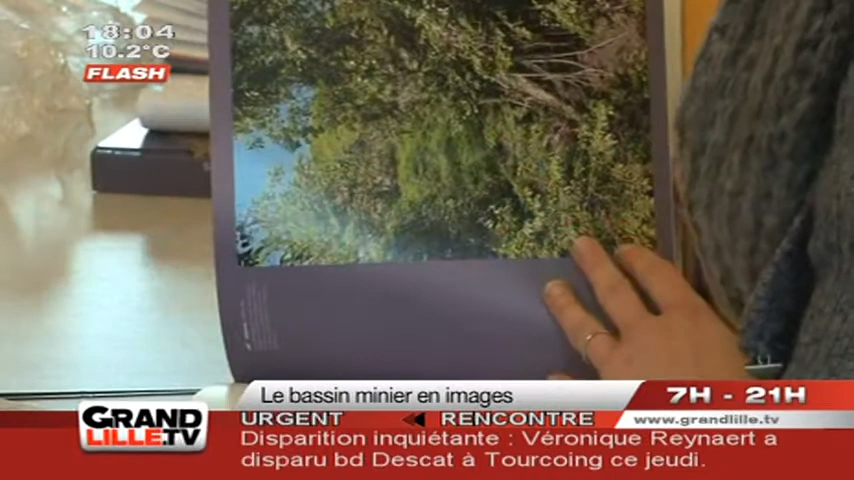 18:04
10.2°C
FLASH
Le bassin minier en images
7H - 21H
GRAND
LILLE.TV
URGENT
RENCONTRE
www.grandlille.tv
Disparition inquiétante : Véronique Reynaert a
disparu bd Descat à Tourcoing ce jeudi.